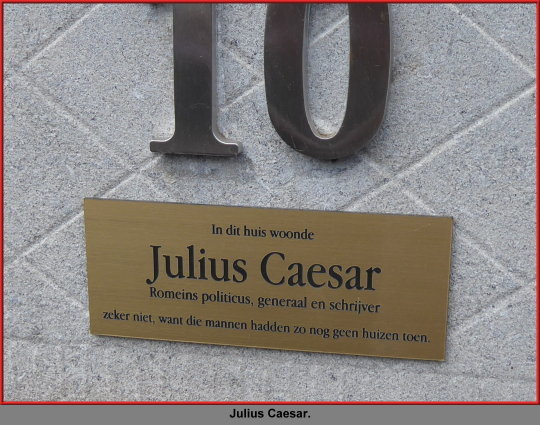 10
In dit huis woonde
Julius Caesar
Romeins politicus, generaal en schrijver
zeker niet, want die mannen hadden zo nog geen huizen toen.
Julius Caesar.